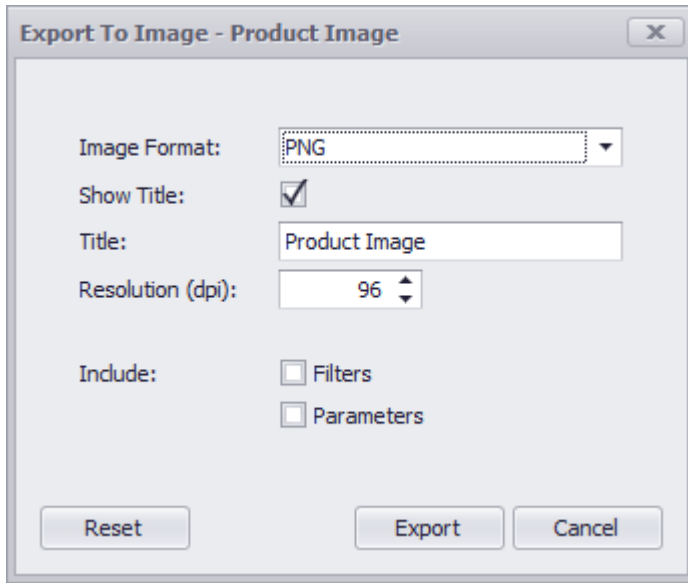 Export To Image - Product Image
Image Format: PNG
Show Title:
Title: Product Image
Resolution (dpi): 96
Include: Filters
Parameters
Reset Export Cancel